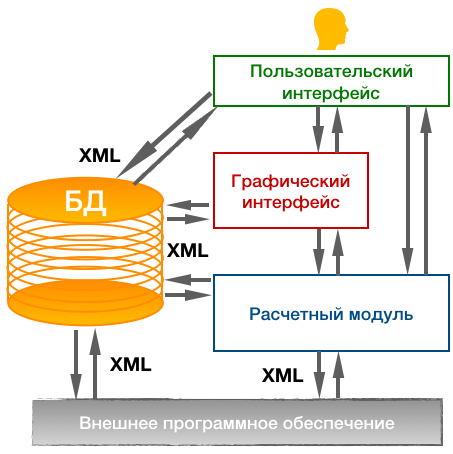 Пользовательский
интерфейс
XML
Графический
интерфейс
БД
XML
Расчетный модуль
XML
XML
Внешнее программное обеспечение